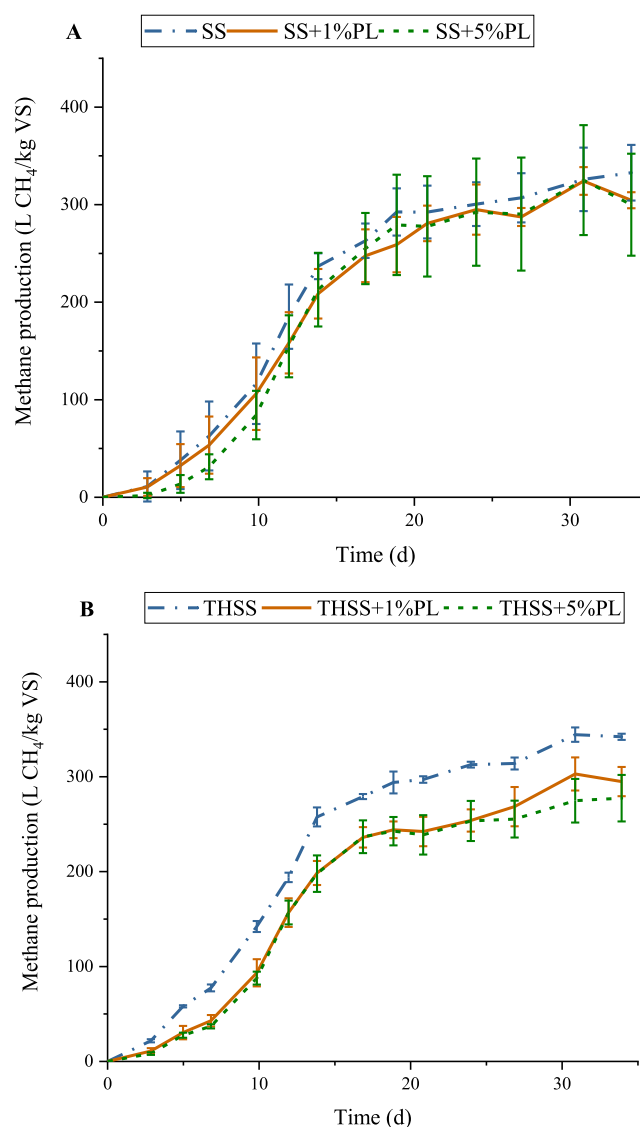 A
SS SS+1%PL SS+5%PL
Methane production (L CH₄/kg VS)
400
300
200
100
0
0 10 20 30
Time (d)
B
THSS THSS+1%PL THSS+5%PL
Methane production (L CH₄/kg VS)
400
300
200
100
0
0 10 20 30
Time (d)